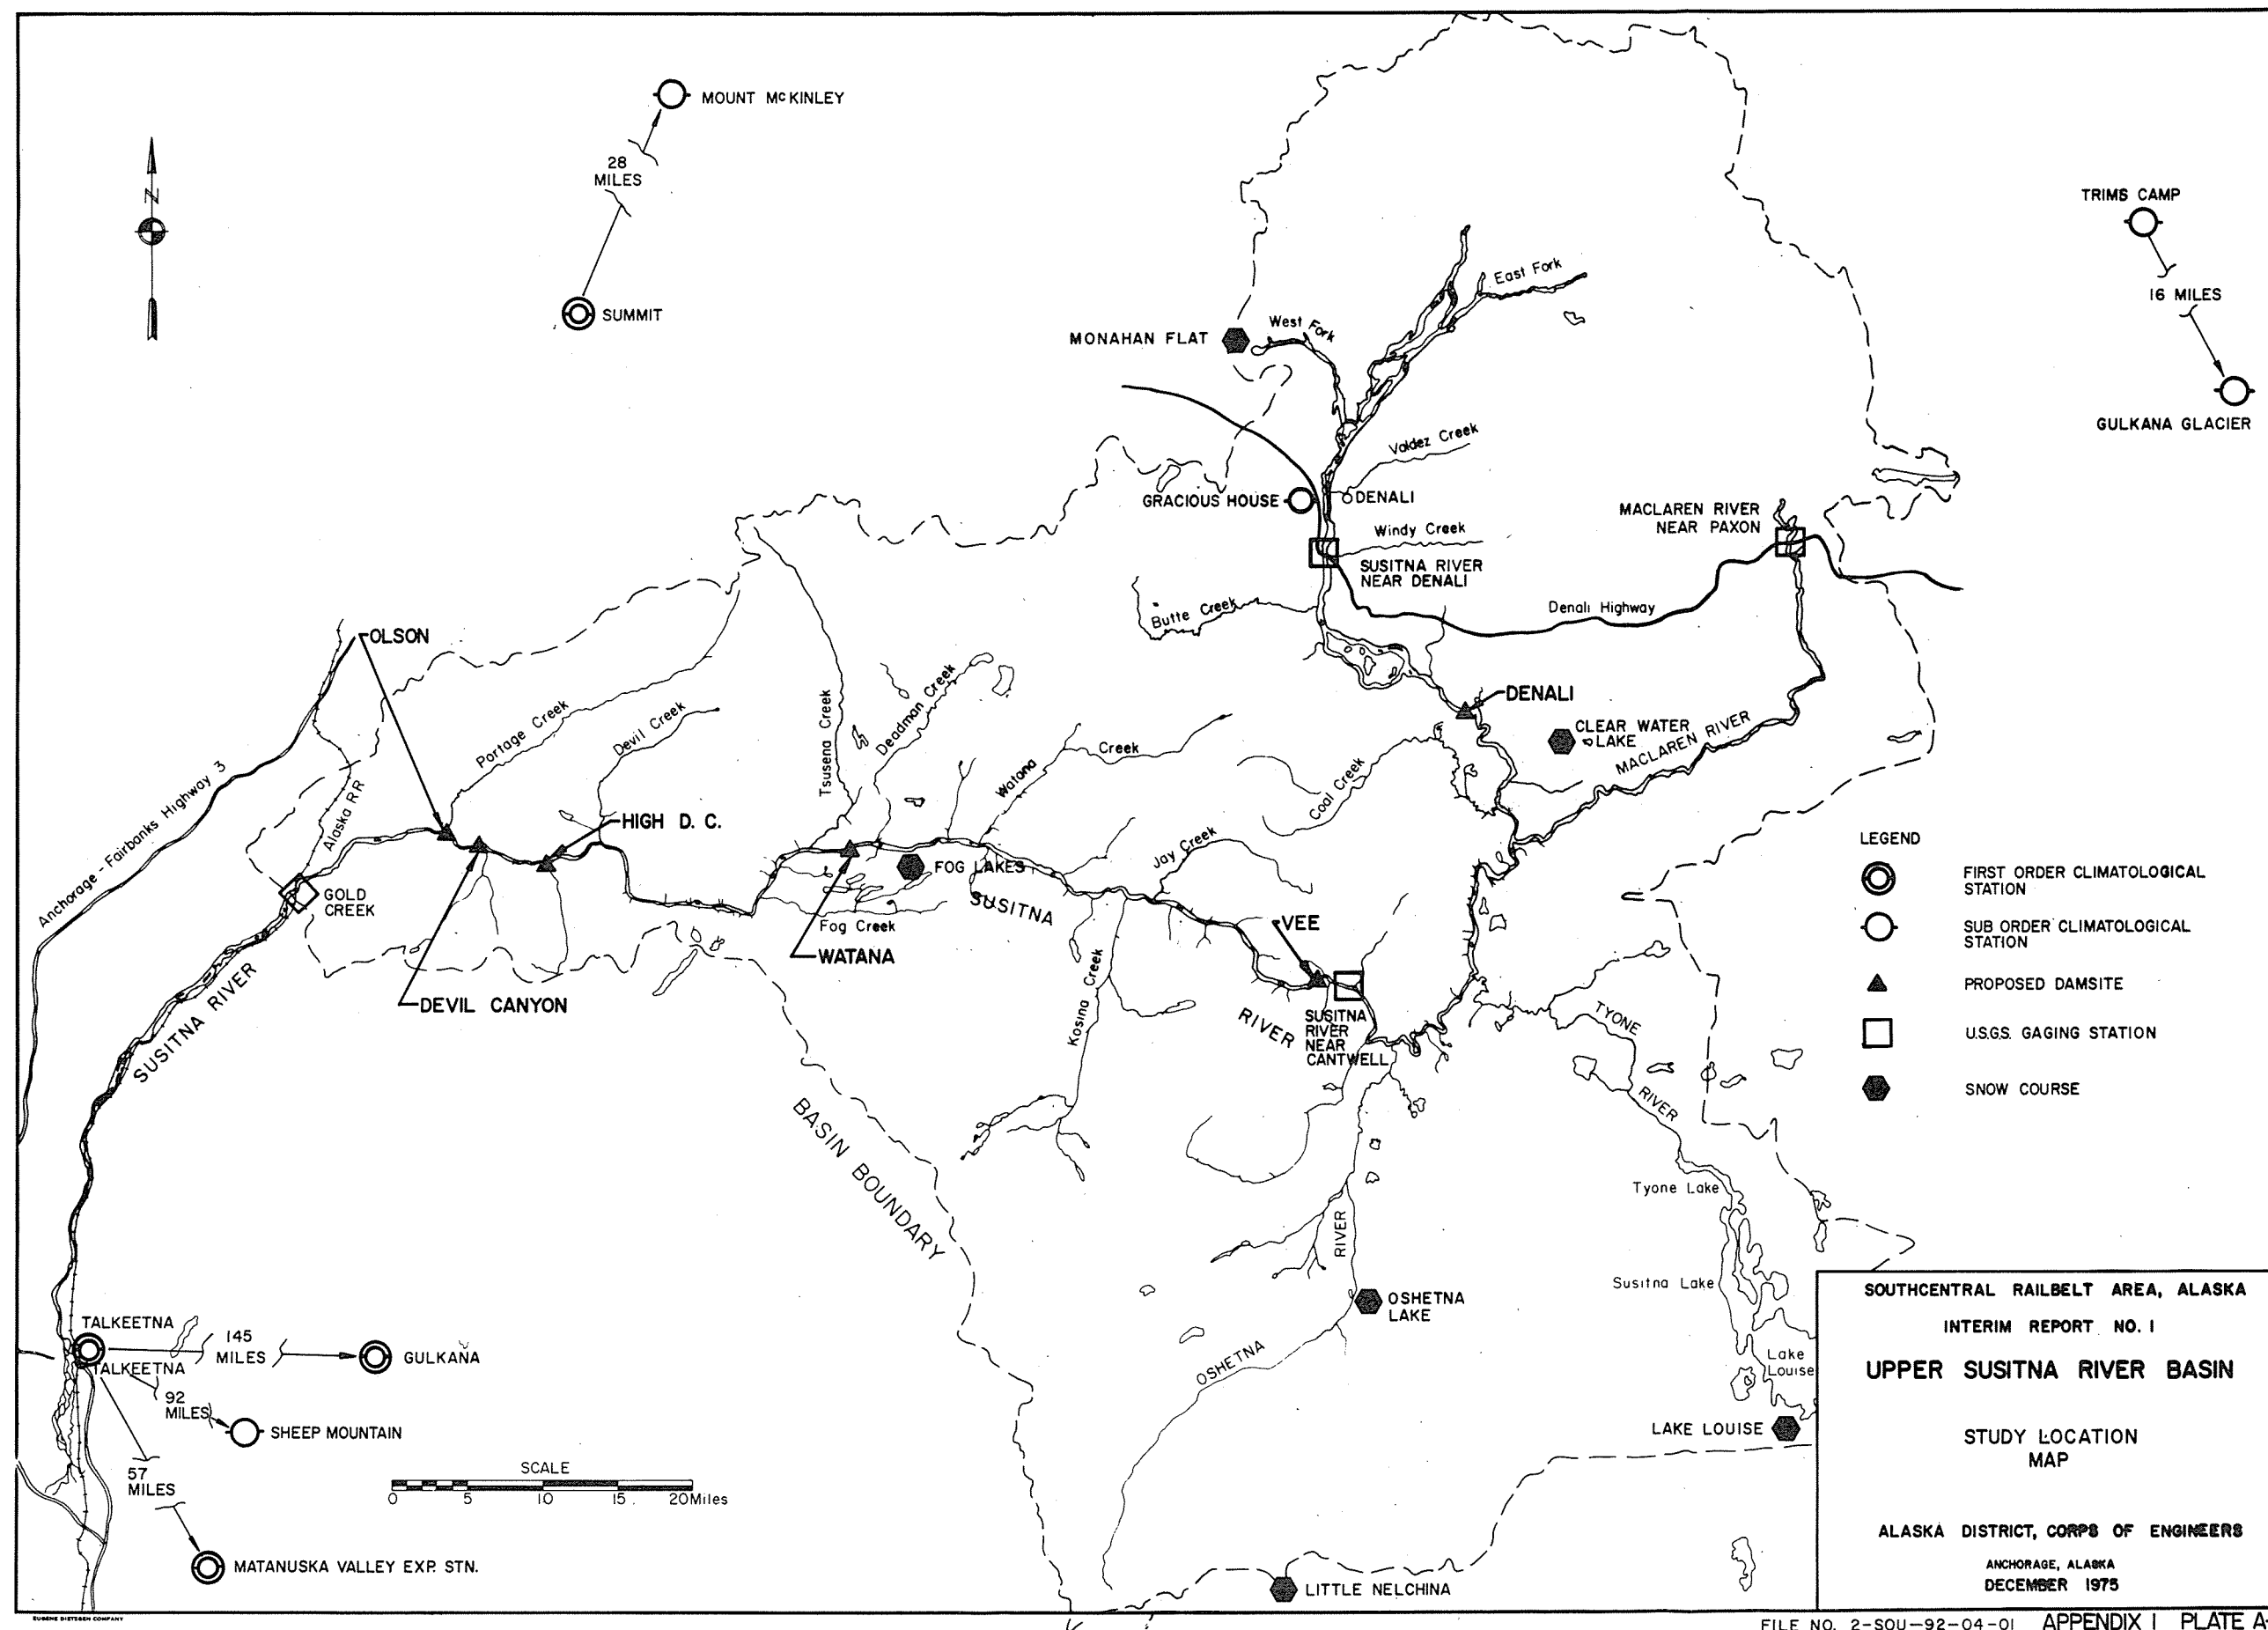 MOUNT McKINLEY
28
MILES
N
SUMMIT
TRIMS CAMP
16 MILES
GULKANA GLACIER
East Fork
West Fork
MONAHAN FLAT
Valdez Creek
GRACIOUS HOUSE
DENALI
MACLAREN RIVER
NEAR PAXON
Windy Creek
SUSITNA RIVER
NEAR DENALI
Butte Creek
Denali Highway
OLSON
Portage Creek
Devil Creek
Tsusena Creek
Deadman Creek
DENALI
CLEAR WATER
LAKE
MACLAREN RIVER
Watana
Creek
Coal Creek
Anchorage-Fairbanks Highway 3
Alaska RR
HIGH D. C.
Jay Creek
FOG LAKES
GOLD
CREEK
SUSITNA
Fog Creek
VEE
WATANA
DEVIL CANYON
SUSITNA RIVER
Kosina Creek
RIVER
SUSITNA
RIVER
NEAR
CANTWELL
TYONE
RIVER
LEGEND
FIRST ORDER CLIMATOLOGICAL
STATION
SUB ORDER CLIMATOLOGICAL
STATION
PROPOSED DAMSITE
U.S.G.S. GAGING STATION
SNOW COURSE
BASIN BOUNDARY
Tyone Lake
RIVER
Susitna Lake
OSHETNA
LAKE
OSHETNA
Lake
Louise
LAKE LOUISE
TALKEETNA
145
MILES
GULKANA
TALKEETNA
92
MILES
SHEEP MOUNTAIN
57
MILES
MATANUSKA VALLEY EXP. STN.
SCALE
0 5 10 15 20 Miles
LITTLE NELCHINA
SOUTHCENTRAL RAILBELT AREA, ALASKA
INTERIM REPORT NO. 1
UPPER SUSITNA RIVER BASIN
STUDY LOCATION
MAP
ALASKA DISTRICT, CORPS OF ENGINEERS
ANCHORAGE, ALASKA
DECEMBER 1975
EUGENE DIETZGEN COMPANY
FILE NO. 2-SOU-92-04-01 APPENDIX I PLATE A-